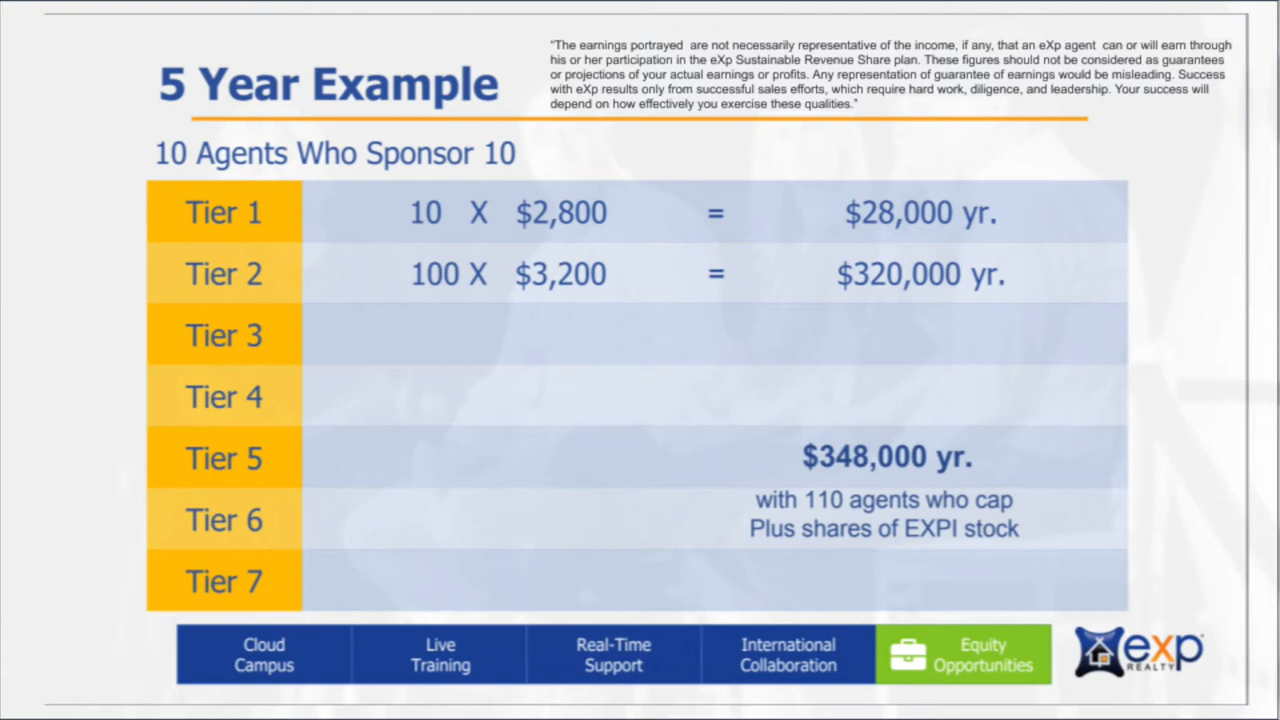 5 Year Example
"The earnings portrayed are not necessarily representative of the income, if any, that an eXp agent can or will earn through
his or her participation in the eXp Sustainable Revenue Share plan. These figures should not be considered as guarantees
or projections of your actual earnings or profits. Any representation of guarantee of earnings would be misleading. Success
with eXp results only from successful sales efforts, which require hard work, diligence, and leadership. Your success will
depend on how effectively you exercise these qualities."
10 Agents Who Sponsor 10
Tier 1 10 X $2,800 = $28,000 yr.
Tier 2 100 X $3,200 = $320,000 yr.
Tier 3
Tier 4
Tier 5 $348,000 yr.
with 110 agents who cap
Tier 6
Plus shares of EXPI stock
Tier 7
Cloud
Campus
Live
Training
Real-Time
Support
International
Collaboration
Equity
Opportunities
exp
REALTY